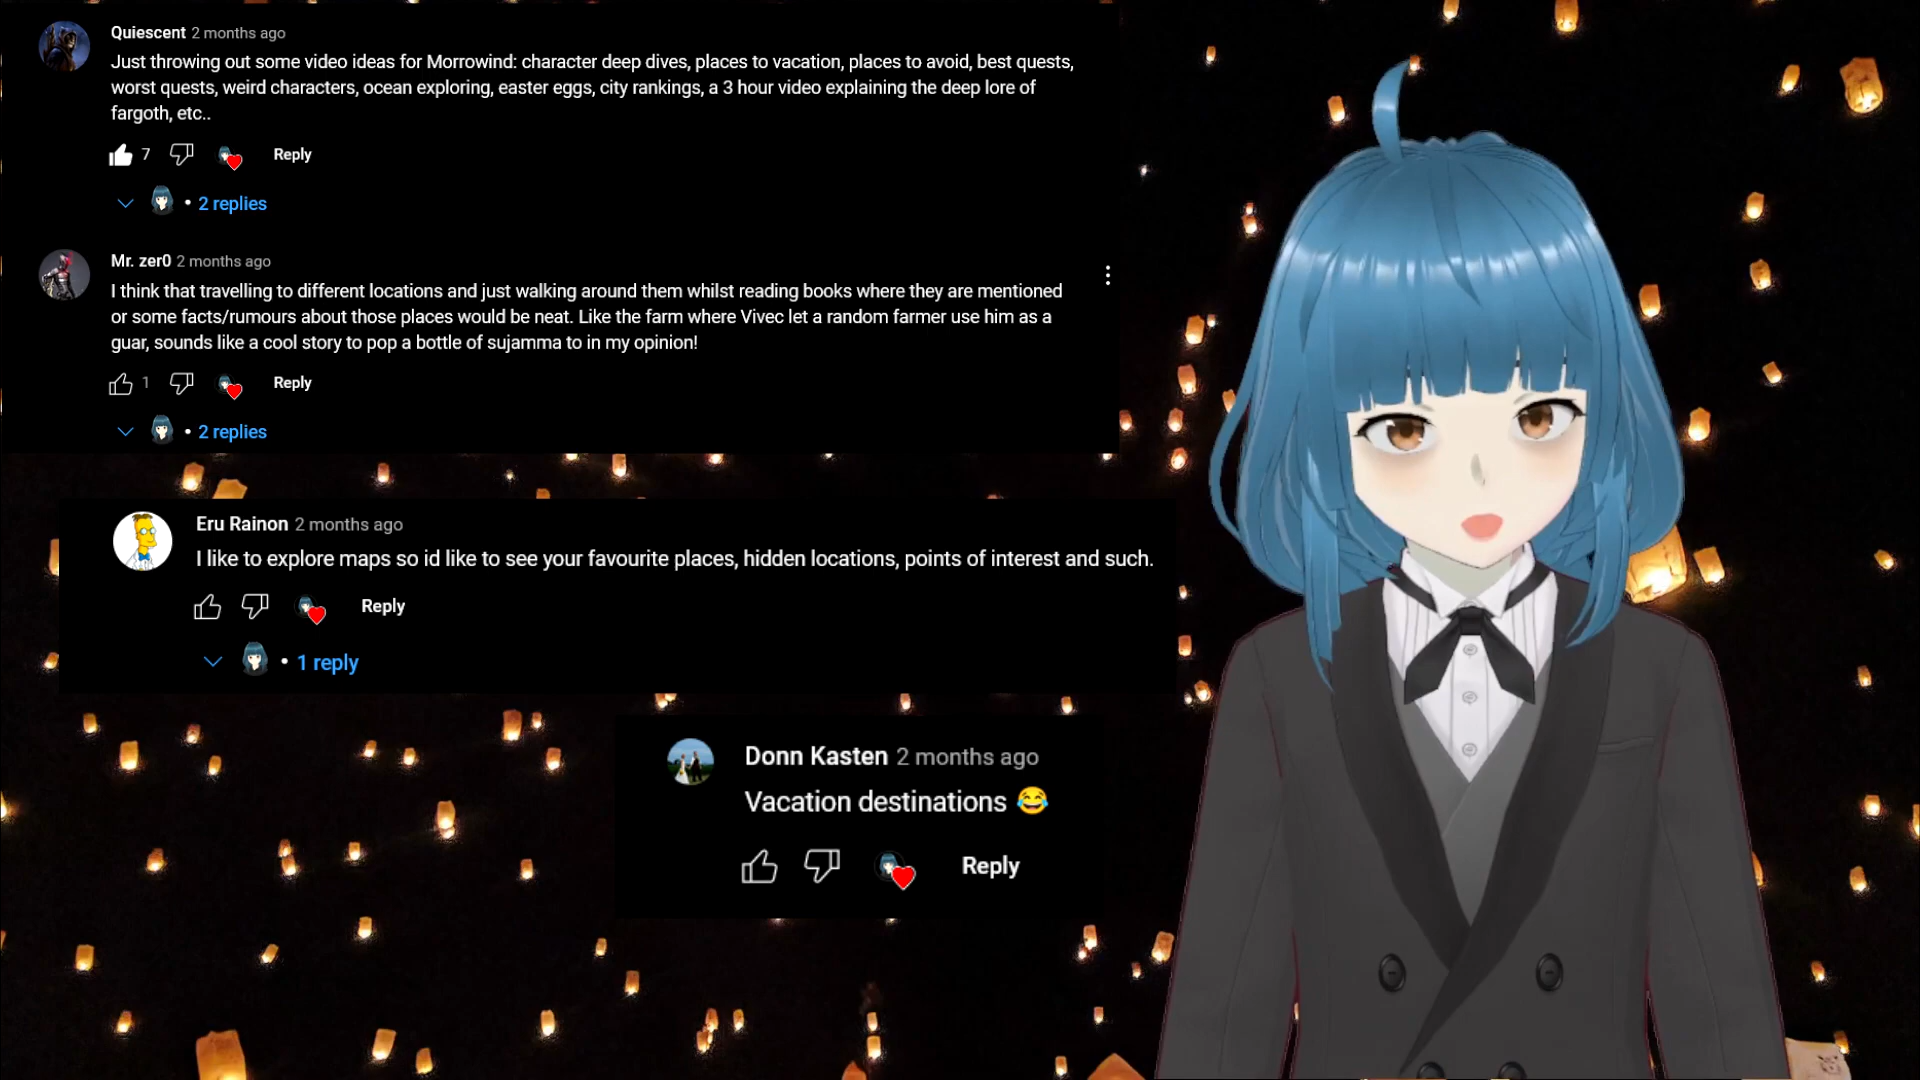 Quiescent 2 months ago
Just throwing out some video ideas for Morrowind: character deep dives, places to vacation, places to avoid, best quests,
worst quests, weird characters, ocean exploring, easter eggs, city rankings, a 3 hour video explaining the deep lore of
fargoth, etc..
7 Reply
• 2 replies
Mr. zer0 2 months ago
I think that travelling to different locations and just walking around them whilst reading books where they are mentioned
or some facts/rumours about those places would be neat. Like the farm where Vivec let a random farmer use him as a
guar, sounds like a cool story to pop a bottle of sujamma to in my opinion!
1 Reply
• 2 replies
Eru Rainon 2 months ago
I like to explore maps so id like to see your favourite places, hidden locations, points of interest and such.
Reply
• 1 reply
Donn Kasten 2 months ago
Vacation destinations 😂
Reply